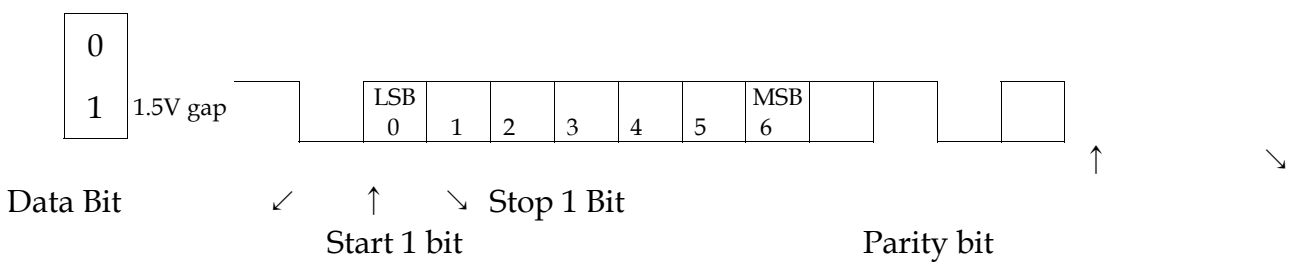 0
1 1.5V gap
LSB MSB
0 1 2 3 4 5 6
↑ ↘
Data Bit ↙ ↑ ↘ Stop 1 Bit
Start 1 bit Parity bit